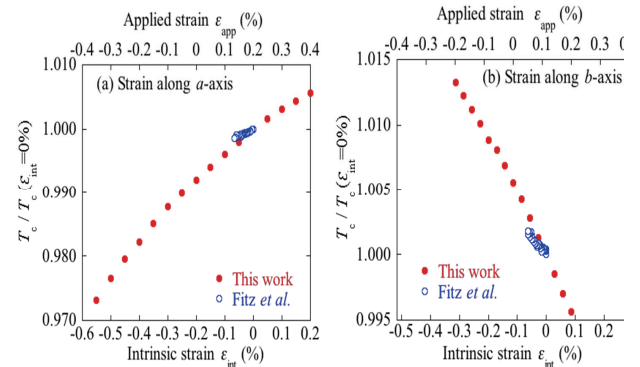 Applied strain ε_app (%)
-0.4 -0.3 -0.2 -0.1 0 0.1 0.2 0.3 0.4
(a) Strain along a-axis
1.010
1.000
0.990
0.980
0.970
T_c / T_c (ε_int =0%)
This work
Fitz et al.
-0.6 -0.5 -0.4 -0.3 -0.2 -0.1 0 0.1 0.2
Intrinsic strain ε_int (%)
Applied strain ε_app (%)
-0.4 -0.3 -0.2 -0.1 0 0.1 0.2 0.3
(b) Strain along b-axis
1.015
1.010
1.005
1.000
0.995
T_c / T_c (ε_int =0%)
This work
Fitz et al.
-0.5 -0.4 -0.3 -0.2 -0.1 0 0.1 0.2
Intrinsic strain ε_int (%)